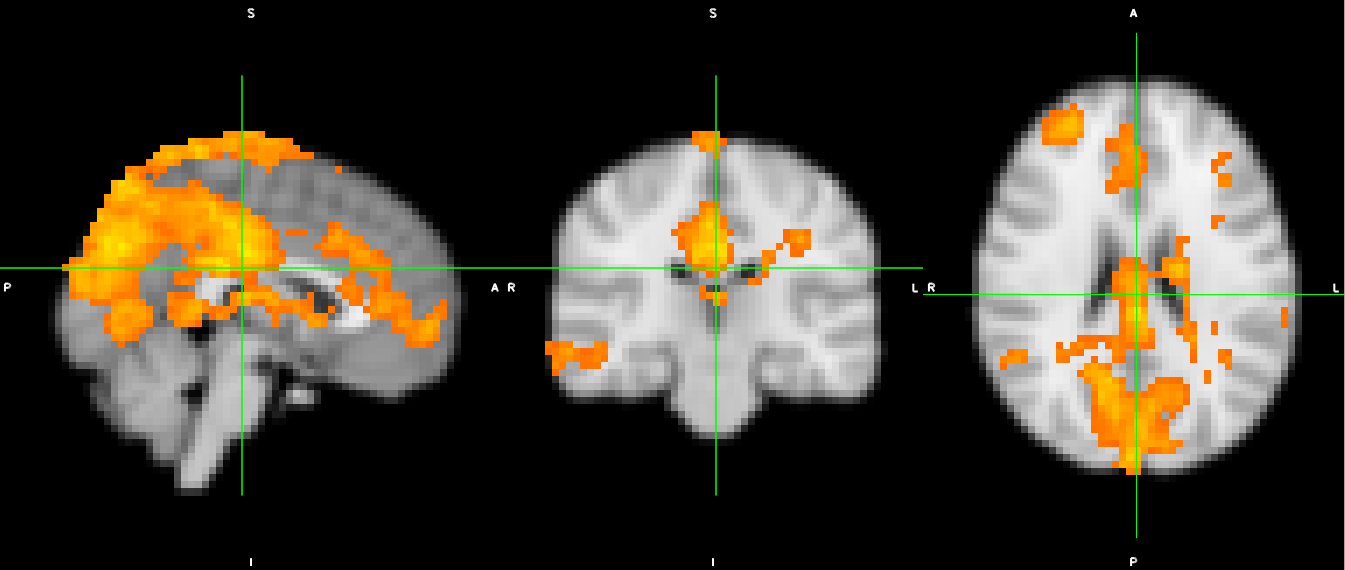 S S A
P A R L R L
I I P